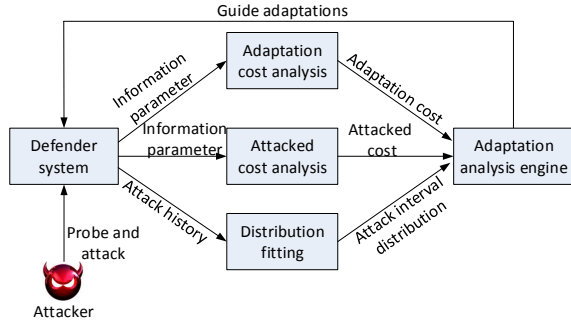 Guide adaptations
Adaptation
cost analysis
Information
parameter
Adaptation cost
Defender
system
Information
parameter
Attacked
cost analysis
Attacked
cost
Adaptation
analysis engine
Attack history
Distribution
fitting
Attack interval
distribution
Probe and
attack
Attacker